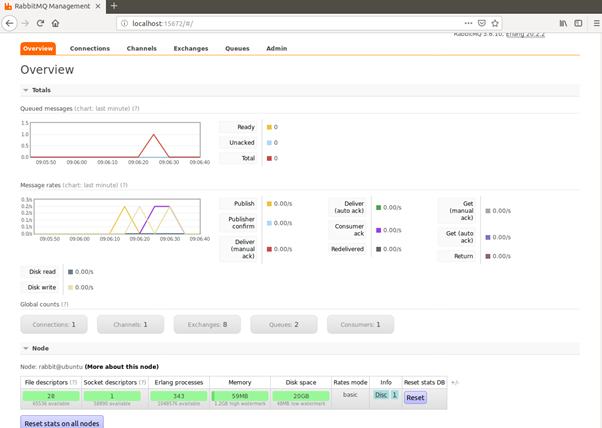 RabbitMQ Management
localhost:15672/#/
RabbitMQ 3.6.10, Erlang 20.2.2
Overview Connections Channels Exchanges Queues Admin
Overview
Totals
Queued messages (chart: last minute) (?)
1.5
1.0
0.5
0.0
09:05:50 09:06:00 09:06:10 09:06:20 09:06:30 09:06:40
Ready 0
Unacked 0
Total 0
Message rates (chart: last minute) (?)
0.3/s
0.2/s
0.2/s
0.1/s
0.1/s
0.0/s
09:05:50 09:06:00 09:06:10 09:06:20 09:06:30 09:06:40
Publish 0.00/s
Publisher confirm 0.00/s
Deliver (manual ack) 0.00/s
Deliver (auto ack) 0.00/s
Consumer ack 0.00/s
Redelivered 0.00/s
Get (manual ack) 0.00/s
Get (auto ack) 0.00/s
Return 0.00/s
Disk read 0.00/s
Disk write 0.00/s
Global counts (?)
Connections: 1 Channels: 1 Exchanges: 8 Queues: 2 Consumers: 1
Node
Node: rabbit@ubuntu (More about this node)
File descriptors (?) Socket descriptors (?) Erlang processes Memory Disk space Rates mode Info Reset stats DB +/-
28 1 343 59MB 20GB basic Disc 1 Reset
65536 available 58890 available 1048576 available 1.2GB high watermark 48MB low watermark
Reset stats on all nodes